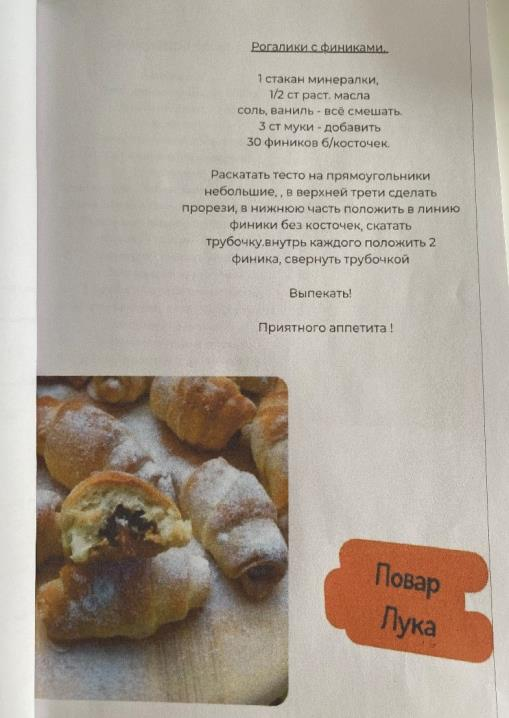 Рогалики с финиками.
1 стакан минералки,
1/2 ст раст. масла
соль, ваниль - всё смешать.
3 ст муки - добавить
30 фиников б/косточек.
Раскатать тесто на прямоугольники
небольшие, , в верхней трети сделать
прорези, в нижнюю часть положить в линию
финики без косточек, скатать
трубочку.внутрь каждого положить 2
финика, свернуть трубочкой
Выпекать!
Приятного аппетита !
Повар
Лука